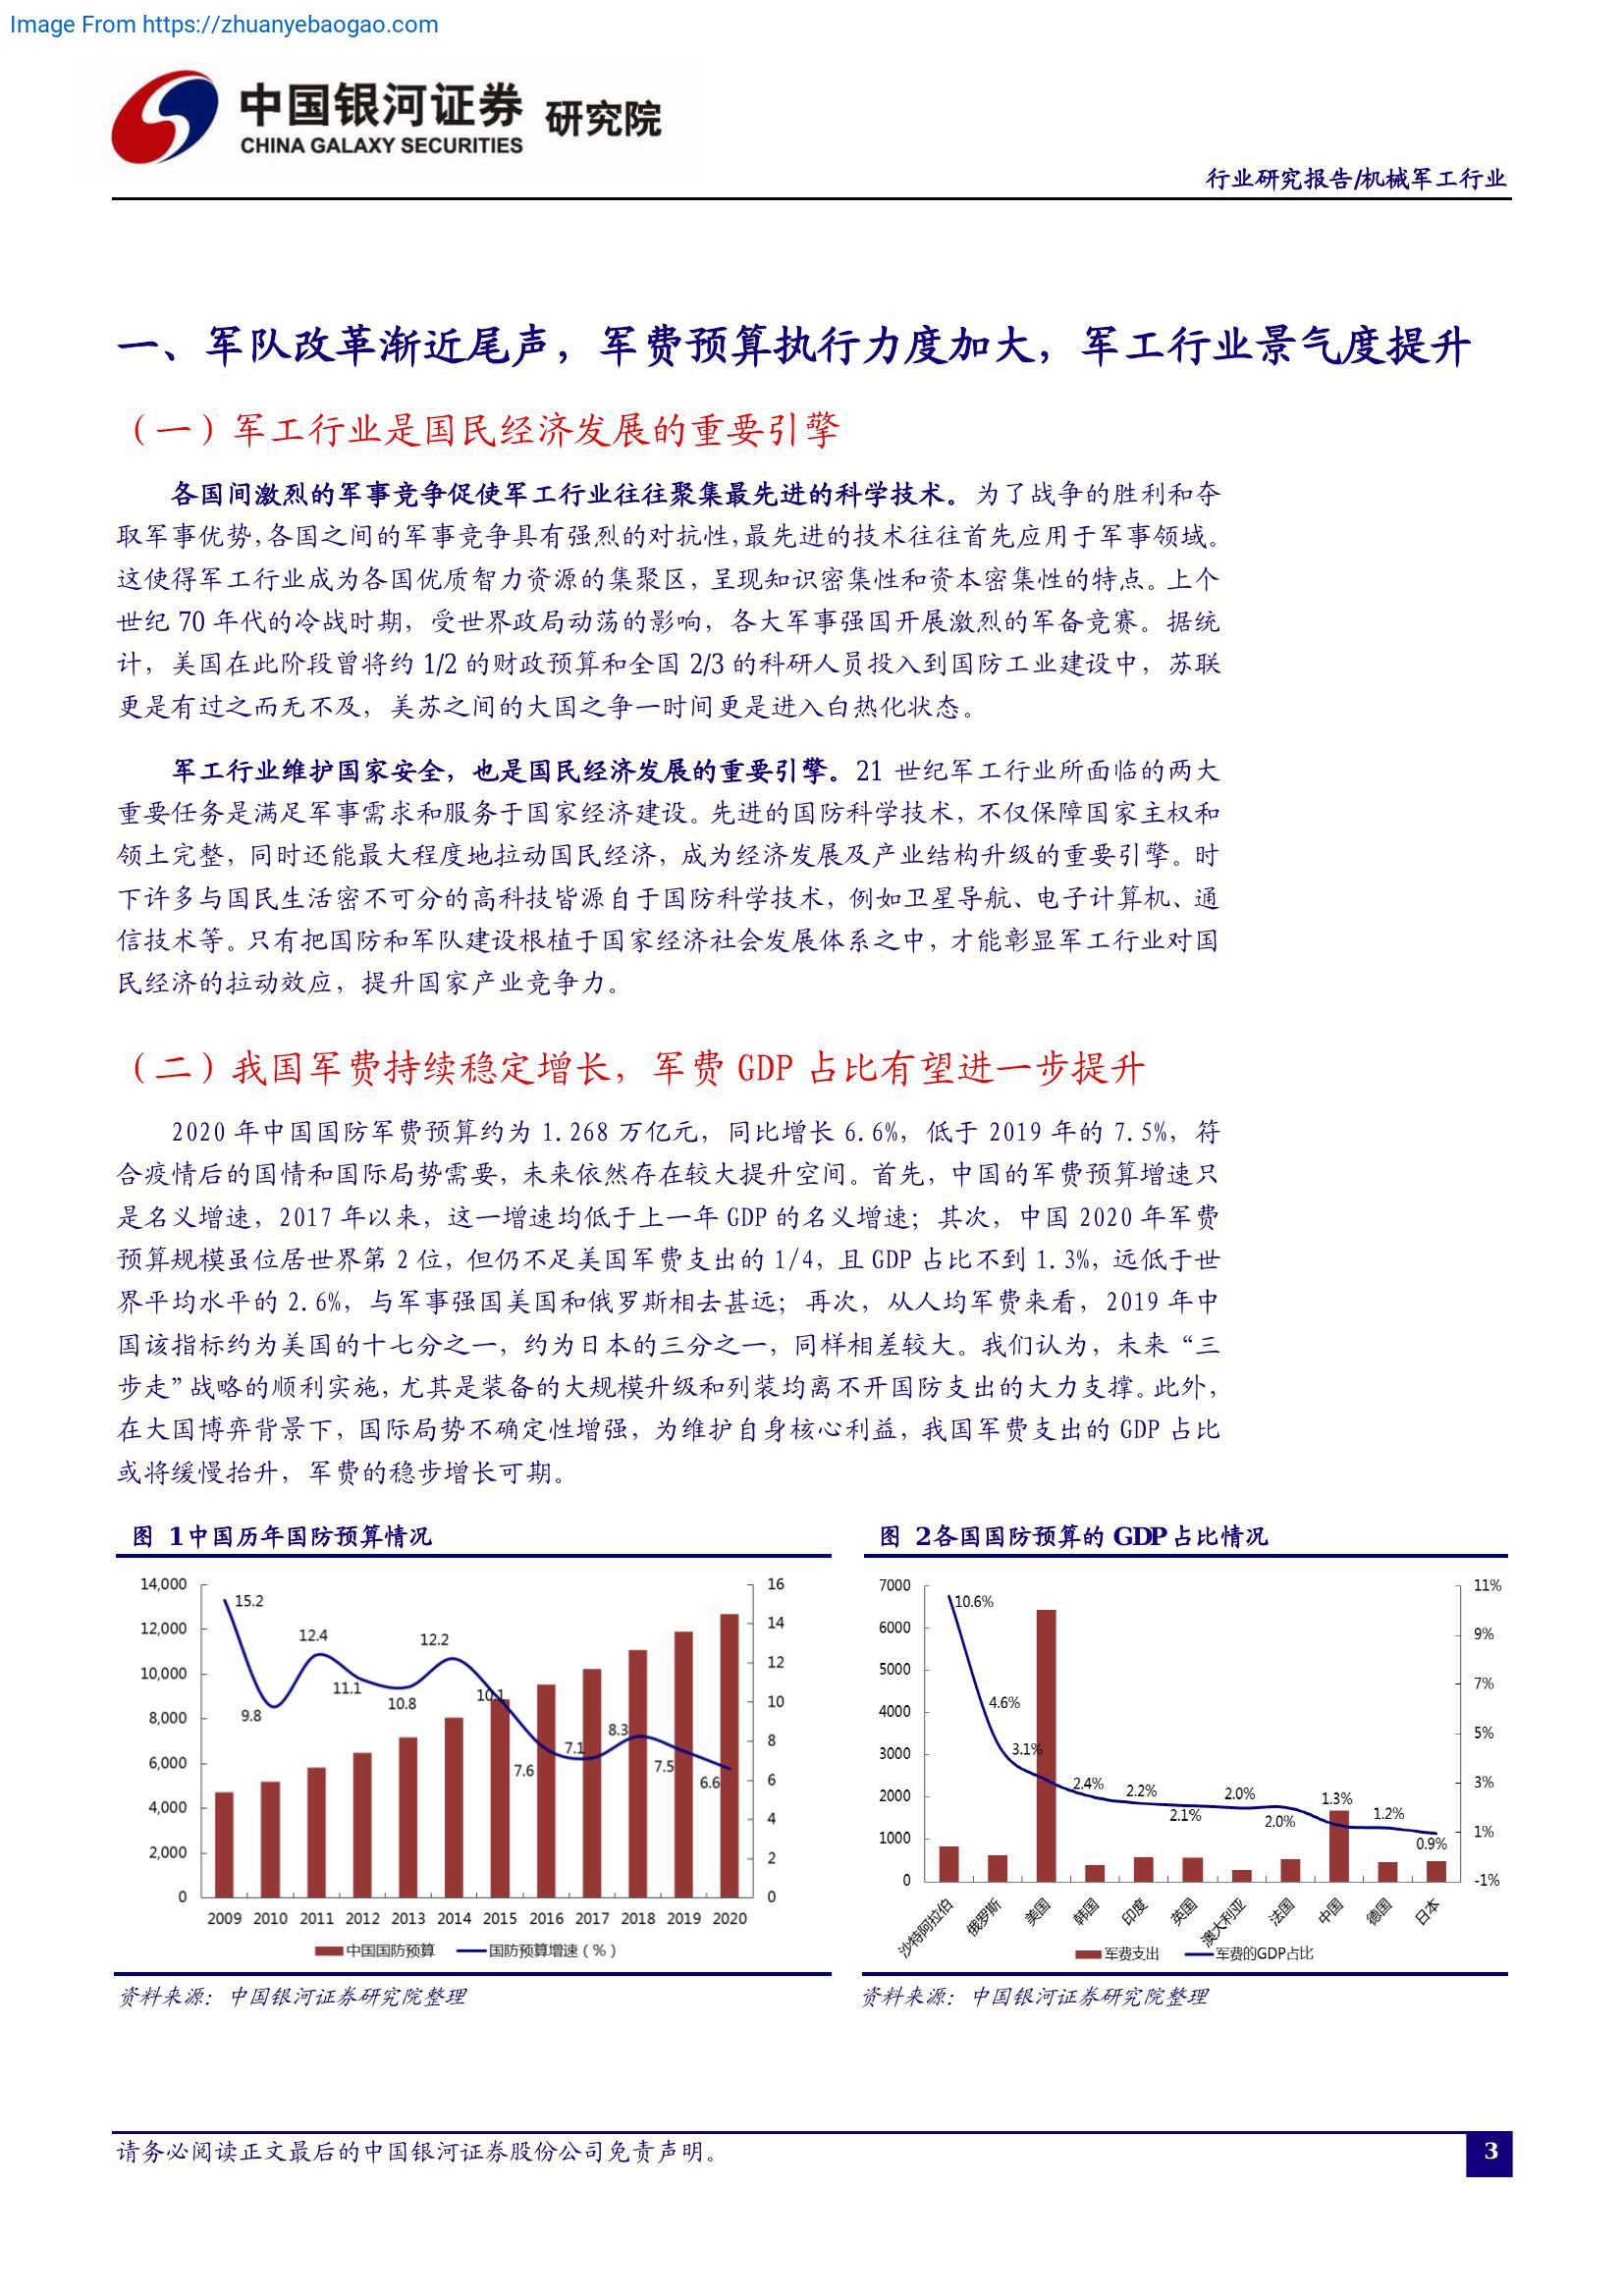 Image From https://zhuanyebaogao.com
中国银河证券 研究院
CHINA GALAXY SECURITIES
行业研究报告/机械军工行业
一、军队改革渐近尾声，军费预算执行力度加大，军工行业景气度提升
（一）军工行业是国民经济发展的重要引擎
各国间激烈的军事竞争促使军工行业往往聚集最先进的科学技术。为了战争的胜利和夺
取军事优势，各国之间的军事竞争具有强烈的对抗性，最先进的技术往往首先应用于军事领域。
这使得军工行业成为各国优质智力资源的集聚区，呈现知识密集性和资本密集性的特点。上个
世纪 70 年代的冷战时期，受世界政局动荡的影响，各大军事强国开展激烈的军备竞赛。据统
计，美国在此阶段曾将约 1/2 的财政预算和全国 2/3 的科研人员投入到国防工业建设中，苏联
更是有过之而无不及，美苏之间的大国之争一时间更是进入白热化状态。
军工行业维护国家安全，也是国民经济发展的重要引擎。21 世纪军工行业所面临的两大
重要任务是满足军事需求和服务于国家经济建设。先进的国防科学技术，不仅保障国家主权和
领土完整，同时还能最大程度地拉动国民经济，成为经济发展及产业结构升级的重要引擎。时
下许多与国民生活密不可分的高科技皆源自于国防科学技术，例如卫星导航、电子计算机、通
信技术等。只有把国防和军队建设根植于国家经济社会发展体系之中，才能彰显军工行业对国
民经济的拉动效应，提升国家产业竞争力。
（二）我国军费持续稳定增长，军费 GDP 占比有望进一步提升
2020 年中国国防军费预算约为 1.268 万亿元，同比增长 6.6%，低于 2019 年的 7.5%，符
合疫情后的国情和国际局势需要，未来依然存在较大提升空间。首先，中国的军费预算增速只
是名义增速，2017 年以来，这一增速均低于上一年 GDP 的名义增速；其次，中国 2020 年军费
预算规模虽位居世界第 2 位，但仍不足美国军费支出的 1/4，且 GDP 占比不到 1.3%，远低于世
界平均水平的 2.6%，与军事强国美国和俄罗斯相去甚远；再次，从人均军费来看，2019 年中
国该指标约为美国的十七分之一，约为日本的三分之一，同样相差较大。我们认为，未来“三
步走”战略的顺利实施，尤其是装备的大规模升级和列装均离不开国防支出的大力支撑。此外，
在大国博弈背景下，国际局势不确定性增强，为维护自身核心利益，我国军费支出的 GDP 占比
或将缓慢抬升，军费的稳步增长可期。
图 1中国历年国防预算情况
14,000
12,000
10,000
8,000
6,000
4,000
2,000
0
16
14
12
10
8
6
4
2
0
15.2
9.8
12.4
11.1
10.8
12.2
10.1
7.6
7.1
8.3
7.5
6.6
2009 2010 2011 2012 2013 2014 2015 2016 2017 2018 2019 2020
中国国防预算 国防预算增速（%）
资料来源：中国银河证券研究院整理
图 2各国国防预算的 GDP 占比情况
7000
6000
5000
4000
3000
2000
1000
0
11%
9%
7%
5%
3%
1%
-1%
10.6%
4.6%
3.1%
2.4%
2.2%
2.1%
2.0%
2.0%
1.3%
1.2%
0.9%
沙特阿拉伯 俄罗斯 美国 韩国 印度 英国 澳大利亚 法国 中国 德国 日本
军费支出 军费的GDP占比
资料来源：中国银河证券研究院整理
请务必阅读正文最后的中国银河证券股份公司免责声明。
3